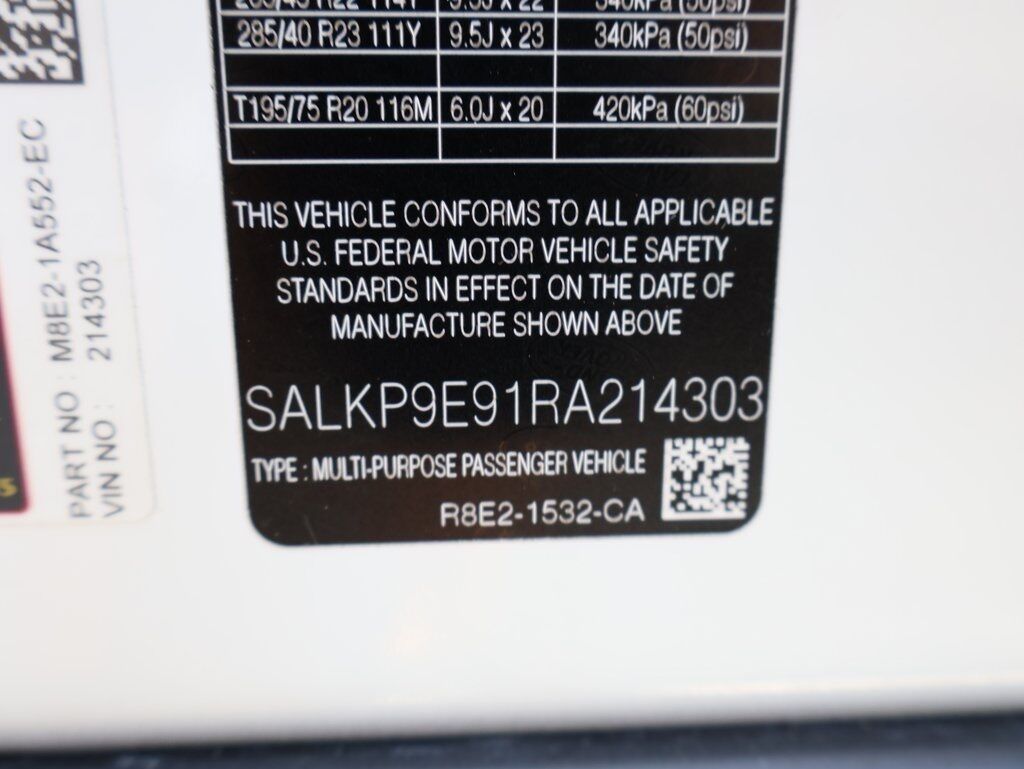 285/40 R23 111Y 9.5J x 23 340kPa (50psi)
T195/75 R20 116M 6.0J x 20 420kPa (60psi)
THIS VEHICLE CONFORMS TO ALL APPLICABLE
U.S. FEDERAL MOTOR VEHICLE SAFETY
STANDARDS IN EFFECT ON THE DATE OF
MANUFACTURE SHOWN ABOVE
SALKP9E91RA214303
TYPE : MULTI-PURPOSE PASSENGER VEHICLE
R8E2-1532-CA
PART NO : M8E2-1A552-EC
VIN NO : 214303